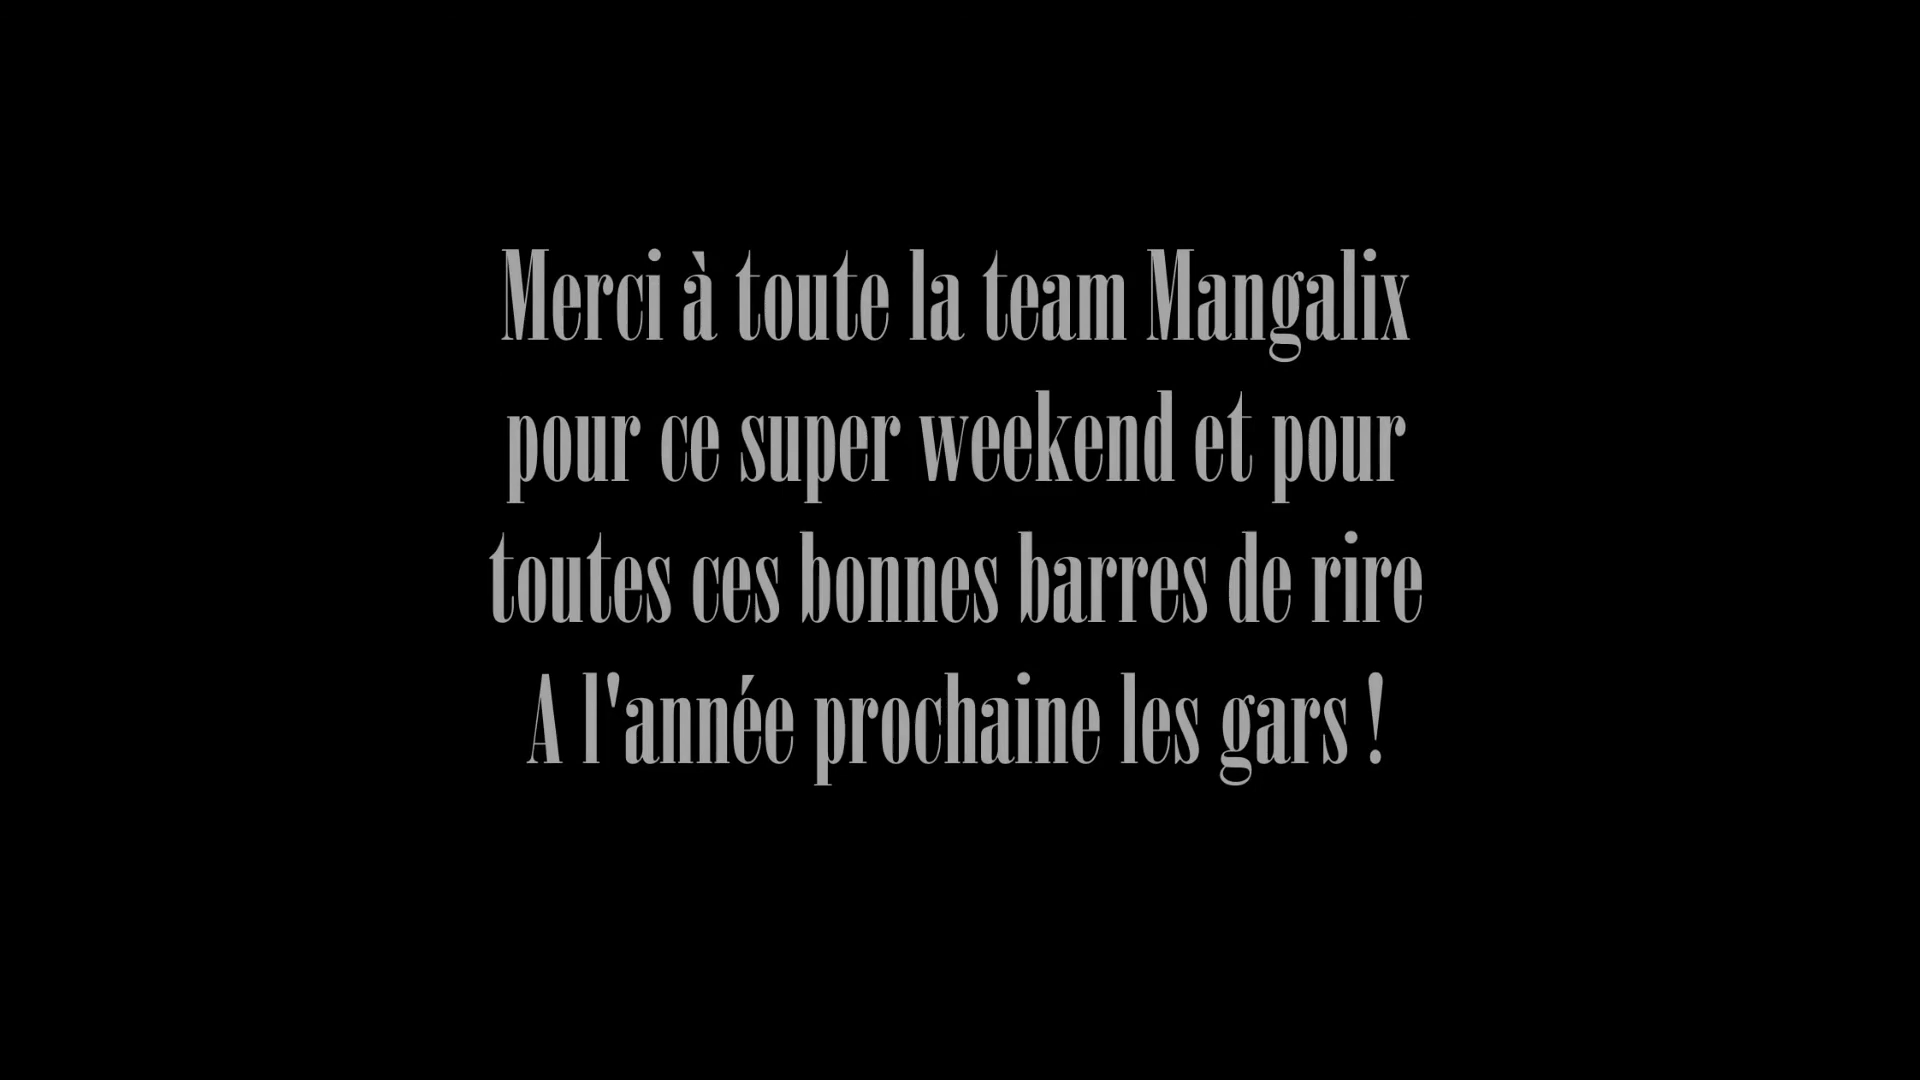 Merci à toute la team Mangalix
pour ce super weekend et pour
toutes ces bonnes barres de rire
A l'année prochaine les gars !